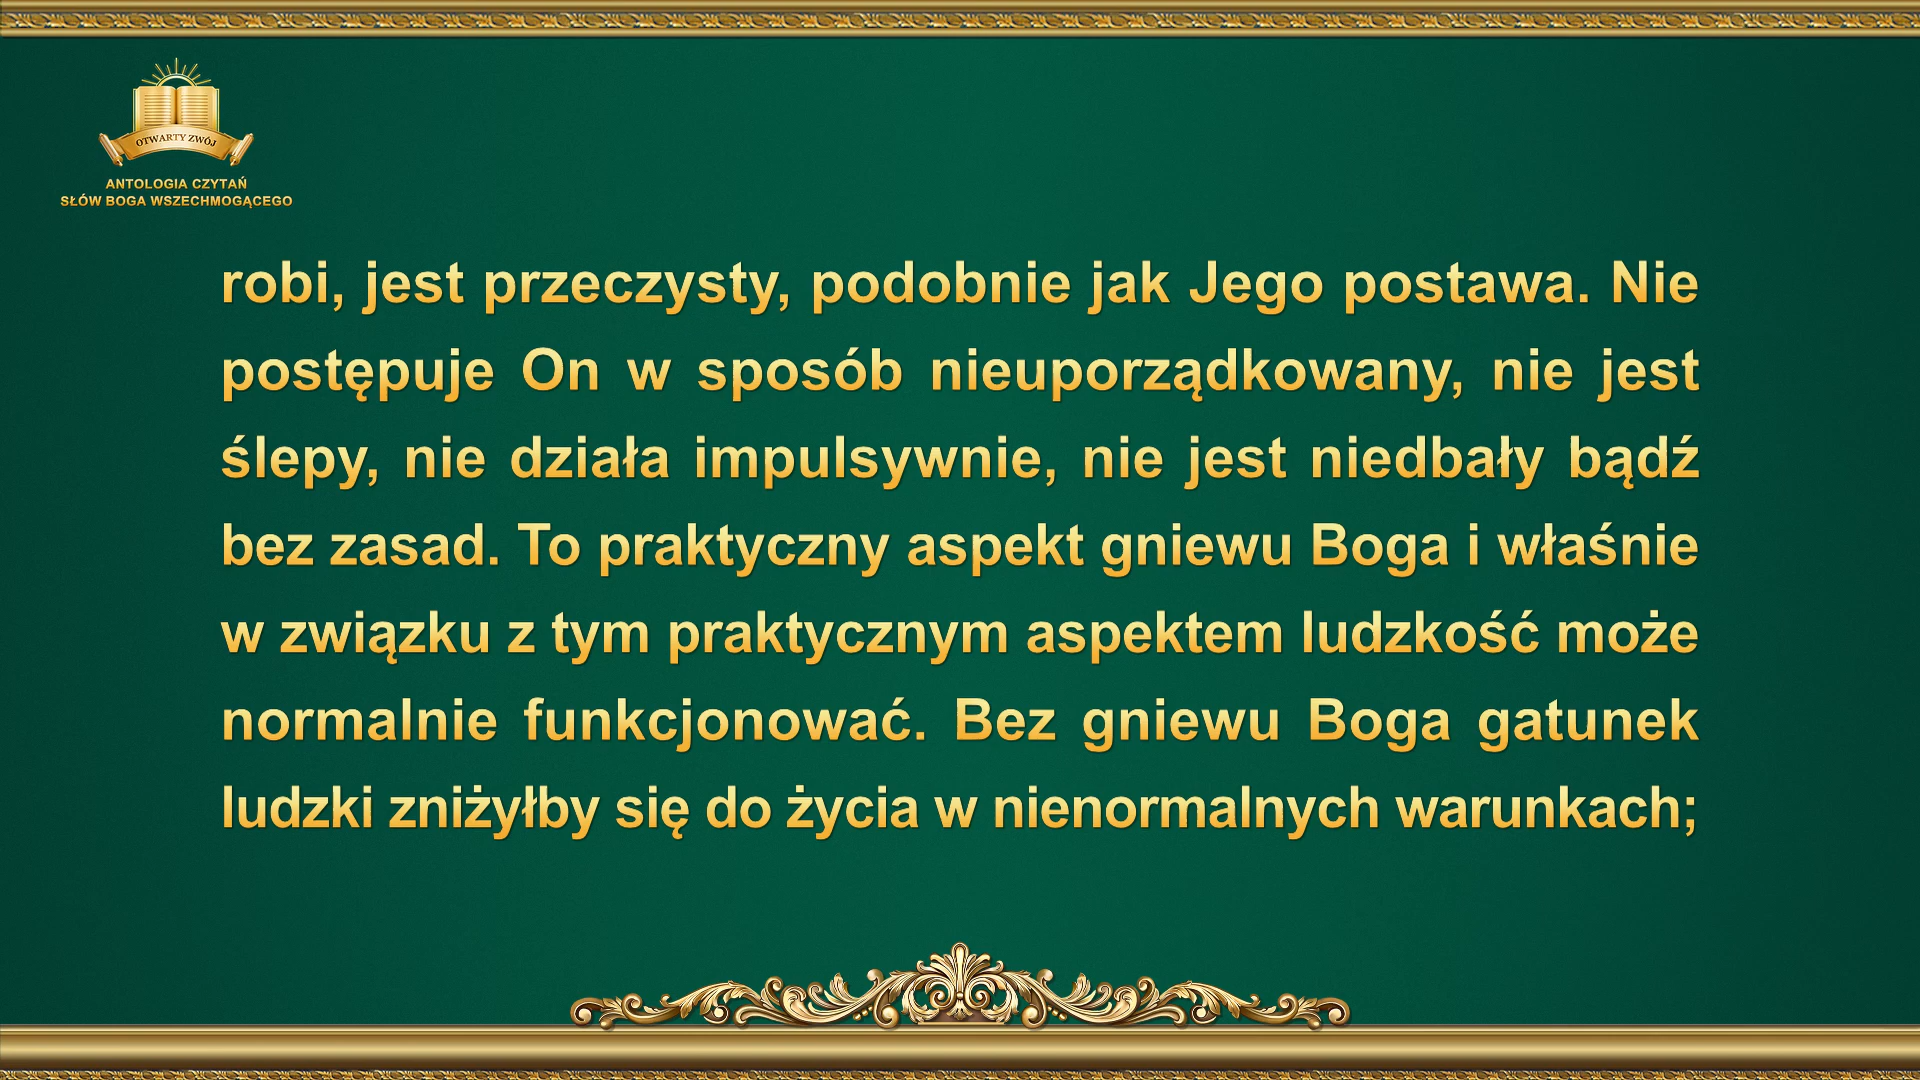 OTWARTY ZWÓJ
ANTOLOGIA CZYTAŃ
SŁÓW BOGA WSZECHMOGĄCEGO
robi, jest przeczysty, podobnie jak Jego postawa. Nie
postępuje On w sposób nieuporządkowany, nie jest
ślepy, nie działa impulsywnie, nie jest niedbały bądź
bez zasad. To praktyczny aspekt gniewu Boga i właśnie
w związku z tym praktycznym aspektem ludzkość może
normalnie funkcjonować. Bez gniewu Boga gatunek
ludzki zniżyłby się do życia w nienormalnych warunkach;